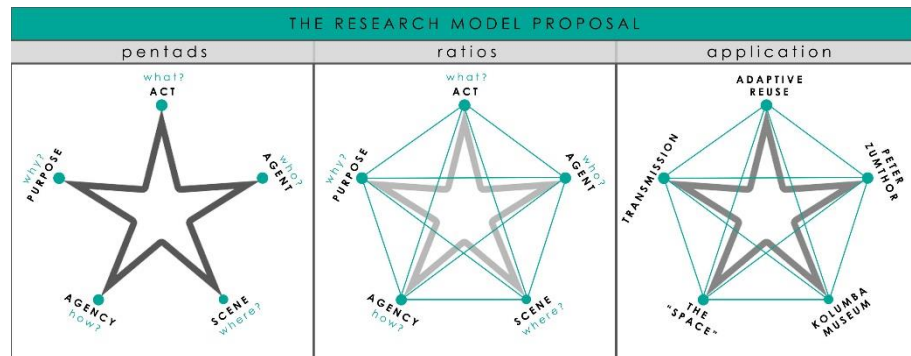 THE RESEARCH MODEL PROPOSAL
pentads
what?
ACT
why?
PURPOSE
who?
AGENT
AGENCY
how?
SCENE
where?
ratios
what?
ACT
why?
PURPOSE
who?
AGENT
AGENCY
how?
SCENE
where?
application
ADAPTIVE
REUSE
TRANSMISSION
PETER
ZUMTHOR
THE
"SPACE"
KOLUMBA
MUSEUM